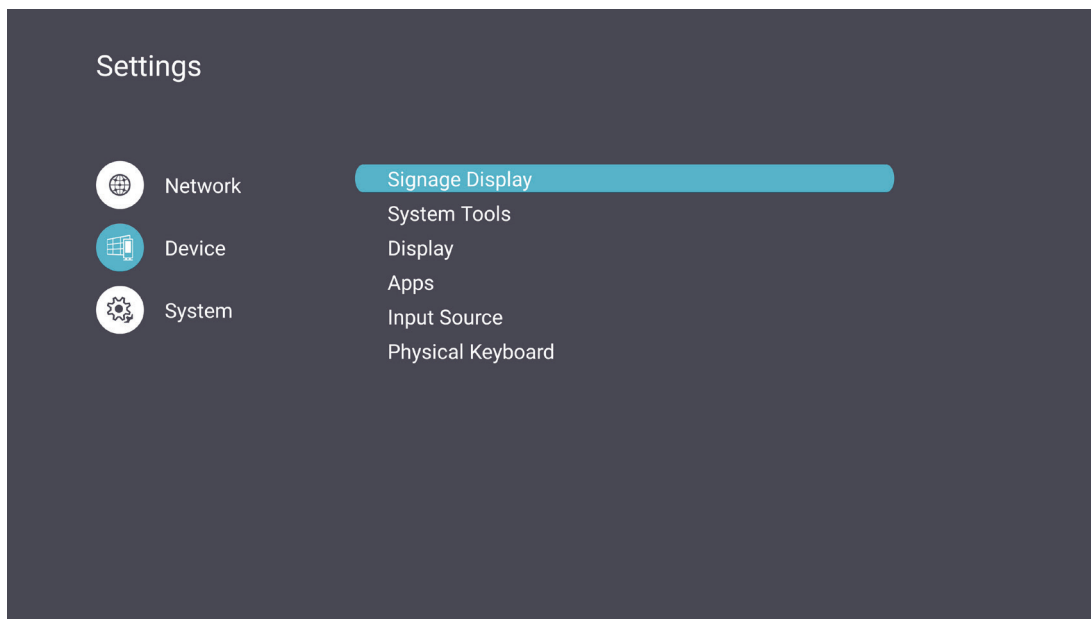 Settings
Network
Device
System
Signage Display
System Tools
Display
Apps
Input Source
Physical Keyboard